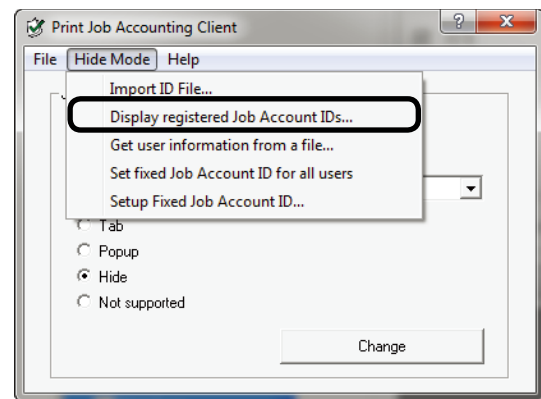 Print Job Accounting Client
File Hide Mode Help
Import ID File...
Display registered Job Account IDs...
Get user information from a file...
Set fixed Job Account ID for all users
Setup Fixed Job Account ID...
Tab
Popup
Hide
Not supported
Change